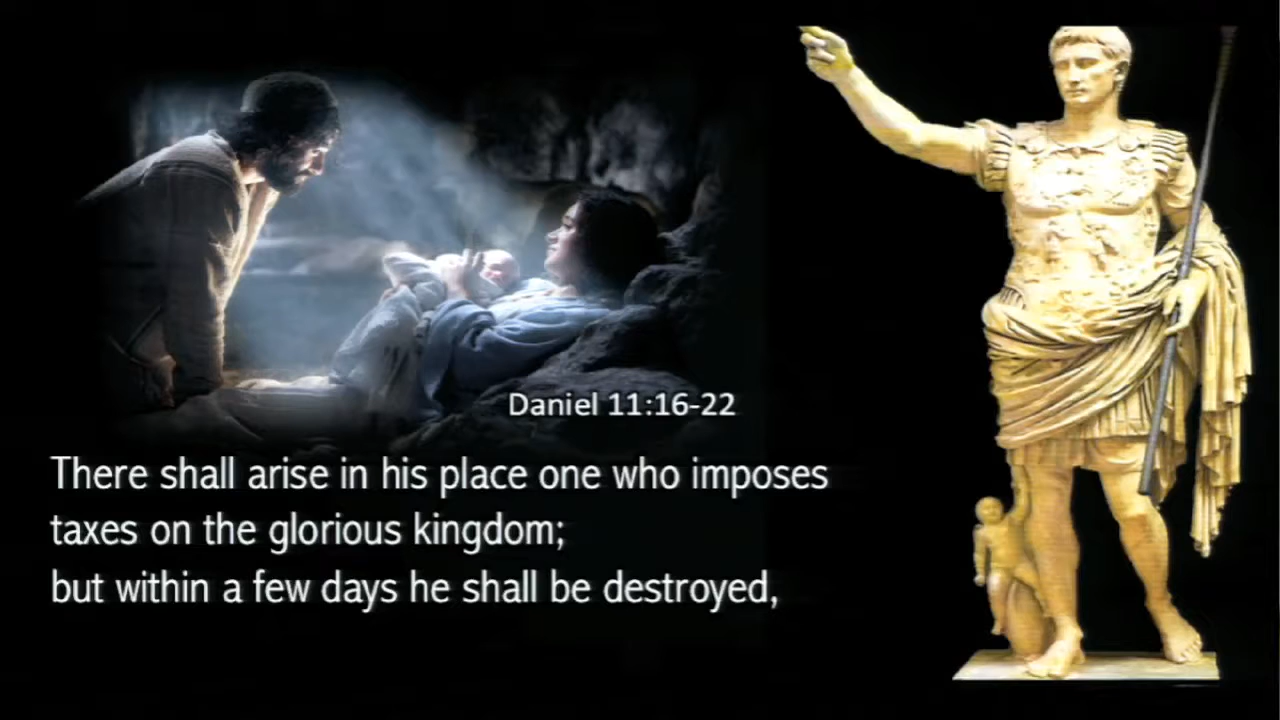 Daniel 11:16-22
There shall arise in his place one who imposes
taxes on the glorious kingdom;
but within a few days he shall be destroyed,